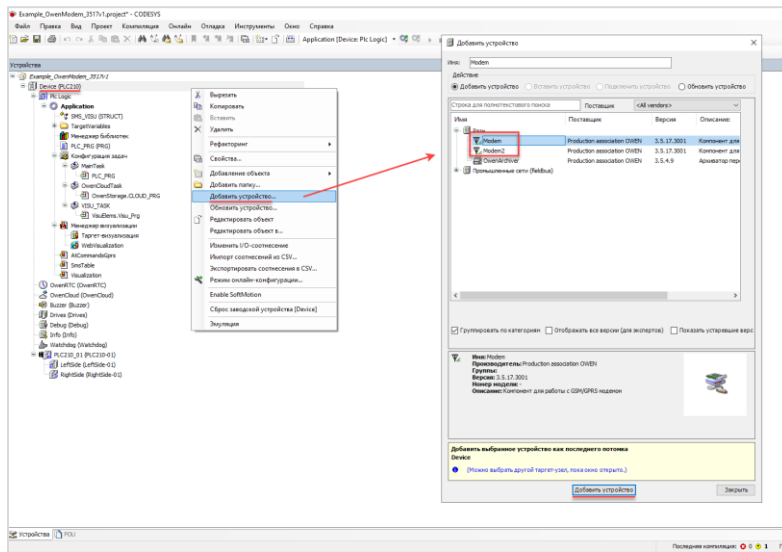 Example_OwenModem_3517v1.project* - CODESYS
Файл Правка Вид Проект Компиляция Онлайн Отладка Инструменты Окно Справка
Application [Device: Plc Logic]
Устройства
Example_OwenModem_3517v1
Device (PLC210)
Plc Logic
Application
SMS_VISU (STRUCT)
TargetVariables
Менеджер библиотек
PLC_PRG (PRG)
Конфигурация задач
MainTask
PLC_PRG
OwenCloudTask
OwenStorage.CLOUD_PRG
VISU_TASK
VisuElems.Visu_Prg
Менеджер визуализации
Таргет-визуализация
WebVisualization
AtCommandsGprs
SmsTable
Visualization
OwenRTC (OwenRTC)
OwenCloud (OwenCloud)
Buzzer (Buzzer)
Drives (Drives)
Debug (Debug)
Info (Info)
Watchdog (Watchdog)
PLC210_01 (PLC210-01)
LeftSide (LeftSide-01)
RightSide (RightSide-01)
Вырезать
Копировать
Вставить
Удалить
Рефакторинг
Свойства...
Добавление объекта
Добавить папку...
Добавить устройство...
Обновить устройство...
Редактировать объект
Редактировать объект в...
Изменить I/O-соотнесение
Импорт соотнесений из CSV...
Экспортировать соотнесения в CSV...
Режим онлайн-конфигурации...
Enable SoftMotion
Сброс заводской устройства [Device]
Эмуляция
Добавить устройство
Имя: Modem
Действие
Добавить устройство Вставить устройство Подключить устройство Обновить устройство
Строка для полнотекстового поиска Поставщик <All vendors>
Имя Поставщик Версия Описание
Modem Production association OWEN 3.5.17.3001 Компонент для
Modem2 Production association OWEN 3.5.17.3001 Компонент для
OwenArchiver Production association OWEN 3.5.4.9 Архиватор пер
Промышленные сети (fieldbus)
Группировать по категориям Отображать все версии (для экспертов) Показать устаревшие верс
Имя: Modem
Производитель: Production association OWEN
Группы:
Версия: 3.5.17.3001
Номер модели: -
Описание: Компонент для работы с GSM/GPRS модемом
Добавить выбранное устройство как последнего потомка
Device
(Можно выбрать другой таргет-узел, пока окно открыто.)
Добавить устройство Закрыть
Устройства POU
Последняя компиляция: 0 1